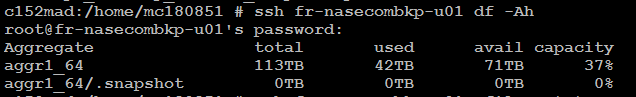 c152mad:/home/mc180851 # ssh fr-nasecombkp-u01 df -Ah
root@fr-nasecombkp-u01's password:
Aggregate total used avail capacity
aggr1_64 113TB 42TB 71TB 37%
aggr1_64/.snapshot 0TB 0TB 0TB 0%